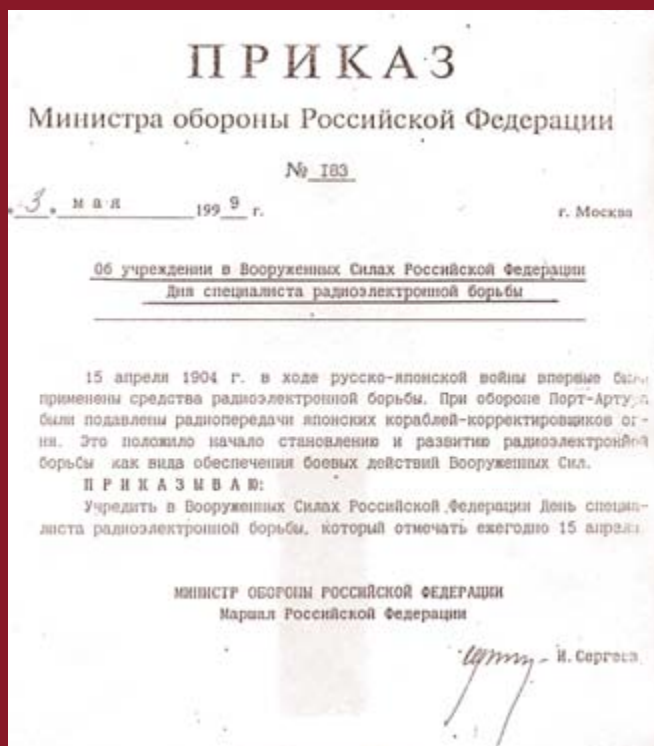 ПРИКАЗ
Министра обороны Российской Федерации
№ 183
"3" мая 1999 г. г. Москва
Об учреждении в Вооруженных Силах Российской Федерации
Дня специалиста радиоэлектронной борьбы
15 апреля 1904 г. в ходе русско-японской войны впервые были
применены средства радиоэлектронной борьбы. При обороне Порт-Артура
были подавлены радиопередачи японских кораблей-корректировщиков ог-
ня. Это положило начало становлению и развитию радиоэлектронной
борьбы как вида обеспечения боевых действий Вооруженных Сил.
ПРИКАЗЫВАЮ:
Учредить в Вооруженных Силах Российской Федерации День специа-
листа радиоэлектронной борьбы, который отмечать ежегодно 15 апреля.
МИНИСТР ОБОРОНЫ РОССИЙСКОЙ ФЕДЕРАЦИИ
Маршал Российской Федерации
И. Сергеев